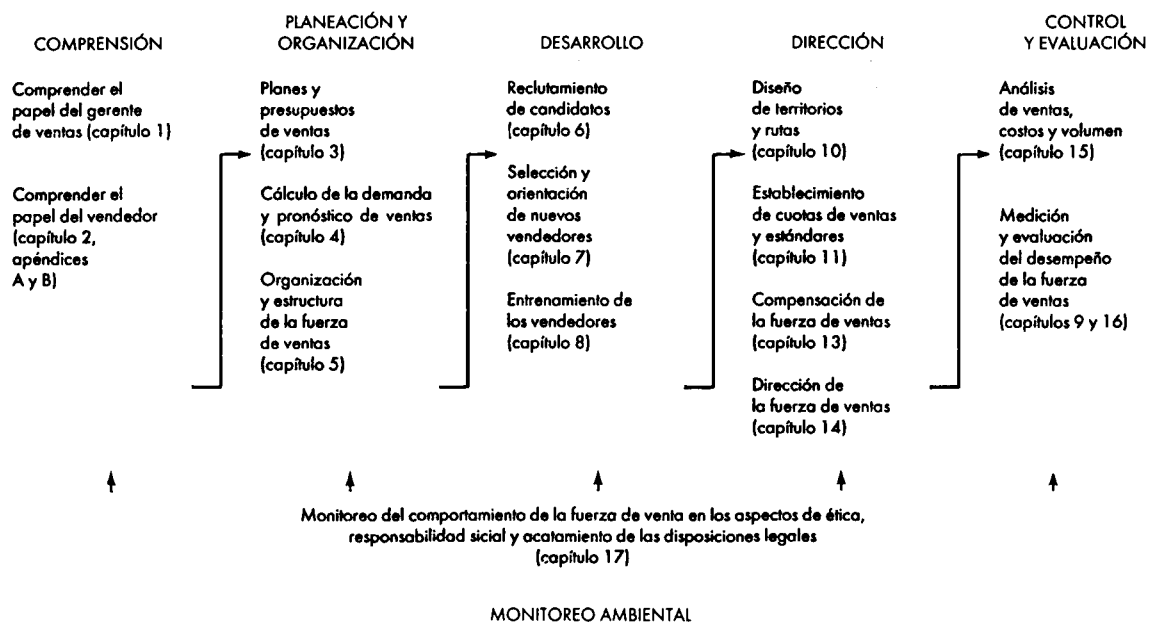 COMPRENSIÓN
Comprender el
papel del gerente
de ventas (capítulo 1)
Comprender el
papel del vendedor
(capítulo 2,
apéndices
A y B)
PLANEACIÓN Y
ORGANIZACIÓN
Planes y
presupuestos
de ventas
(capítulo 3)
Cálculo de la demanda
y pronóstico de ventas
(capítulo 4)
Organización
y estructura
de la fuerza
de ventas
(capítulo 5)
DESARROLLO
Reclutamiento
de candidatos
(capítulo 6)
Selección y
orientación
de nuevos
vendedores
(capítulo 7)
Entrenamiento de
los vendedores
(capítulo 8)
DIRECCIÓN
Diseño
de territorios
y rutas
(capítulo 10)
Establecimiento
de cuotas de ventas
y estándares
(capítulo 11)
Compensación de
la fuerza de ventas
(capítulo 13)
Dirección de
la fuerza de ventas
(capítulo 14)
CONTROL
Y EVALUACIÓN
Análisis
de ventas,
costos y volumen
(capítulo 15)
Medición
y evaluación
del desempeño
de la fuerza
de ventas
(capítulos 9 y 16)
Monitoreo del comportamiento de la fuerza de venta en los aspectos de ética,
responsabilidad sicial y acatamiento de las disposiciones legales
(capítulo 17)
MONITOREO AMBIENTAL